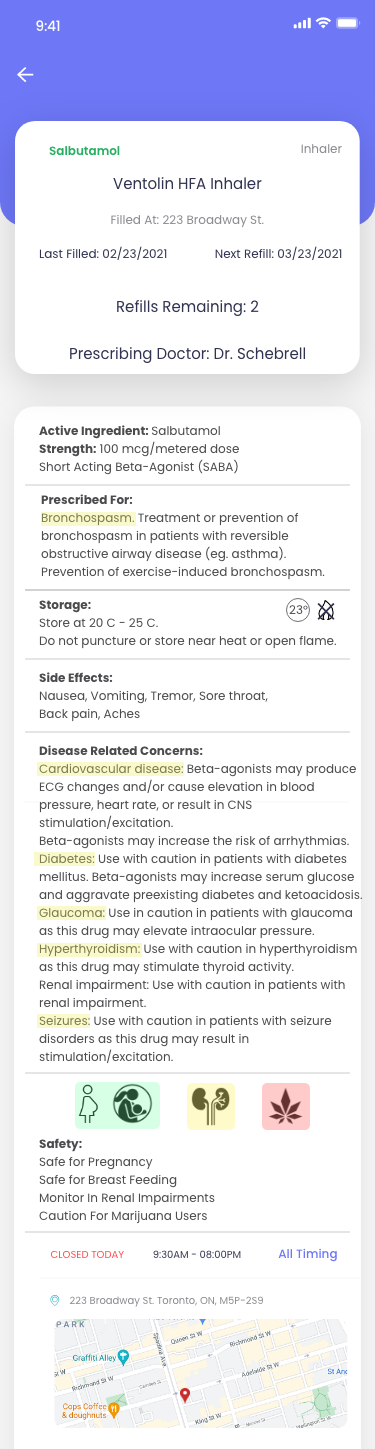 9:41
Salbutamol
Inhaler
Ventolin HFA Inhaler
Filled At: 223 Broadway St.
Last Filled: 02/23/2021
Next Refill: 03/23/2021
Refills Remaining: 2
Prescribing Doctor: Dr. Schebrell
Active Ingredient: Salbutamol
Strength: 100 mcg/metered dose
Short Acting Beta-Agonist (SABA)
Prescribed For:
Bronchospasm. Treatment or prevention of
bronchospasm in patients with reversible
obstructive airway disease (eg. asthma).
Prevention of exercise-induced bronchospasm.
Storage:
23°
Store at 20 C - 25 C.
Do not puncture or store near heat or open flame.
Side Effects:
Nausea, Vomiting, Tremor, Sore throat,
Back pain, Aches
Disease Related Concerns:
Cardiovascular disease: Beta-agonists may produce
ECG changes and/or cause elevation in blood
pressure, heart rate, or result in CNS
stimulation/excitation.
Beta-agonists may increase the risk of arrhythmias.
Diabetes: Use with caution in patients with diabetes
mellitus. Beta-agonists may increase serum glucose
and aggravate preexisting diabetes and ketoacidosis.
Glaucoma: Use in caution in patients with glaucoma
as this drug may elevate intraocular pressure.
Hyperthyroidism: Use with caution in hyperthyroidism
as this drug may stimulate thyroid activity.
Renal impairment: Use with caution in patients with
renal impairment.
Seizures: Use with caution in patients with seizure
disorders as this drug may result in
stimulation/excitation.
Safety:
Safe for Pregnancy
Safe for Breast Feeding
Monitor In Renal Impairments
Caution For Marijuana Users
CLOSED TODAY
9:30AM - 08:00PM
All Timing
223 Broadway St. Toronto, ON, M5P-2S9
PARK
Queen St W
Richmond St W
Graffiti Alley
Spadina Ave
Adelaide St W
St And
Richmond St W
Camden St
Cops Coffee
& doughnuts
King St W
Wellington St W